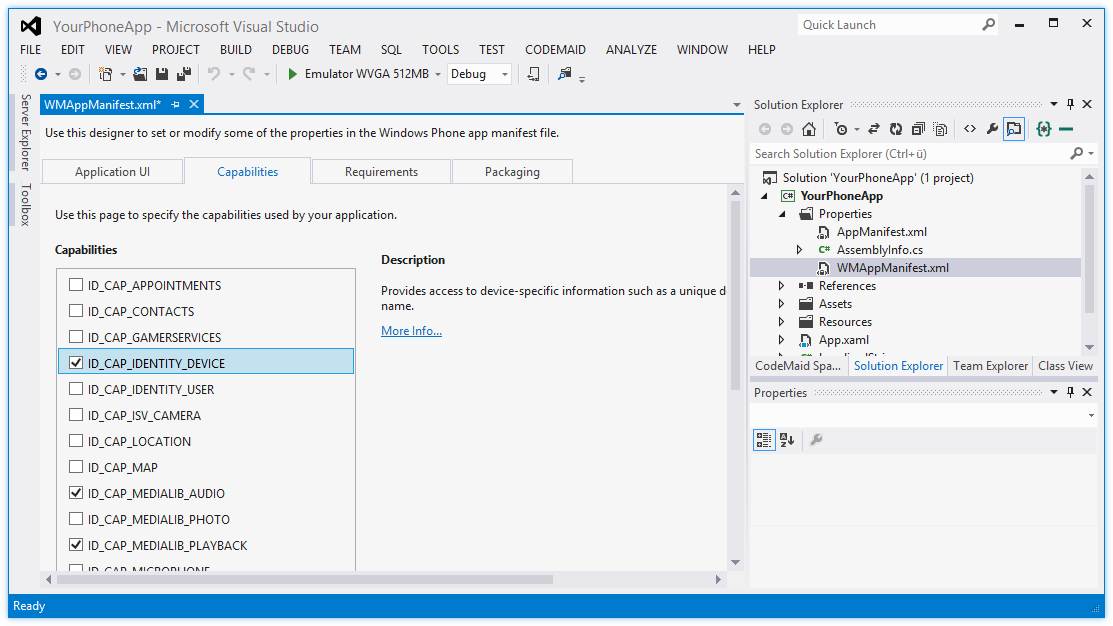 YourPhoneApp - Microsoft Visual Studio
Quick Launch
FILE EDIT VIEW PROJECT BUILD DEBUG TEAM SQL TOOLS TEST CODEMAID ANALYZE WINDOW HELP
Emulator WVGA 512MB Debug
Server Explorer
Toolbox
WMAppManifest.xml*
Use this designer to set or modify some of the properties in the Windows Phone app manifest file.
Application UI Capabilities Requirements Packaging
Use this page to specify the capabilities used by your application.
Capabilities
ID_CAP_APPOINTMENTS
ID_CAP_CONTACTS
ID_CAP_GAMERSERVICES
ID_CAP_IDENTITY_DEVICE
ID_CAP_IDENTITY_USER
ID_CAP_ISV_CAMERA
ID_CAP_LOCATION
ID_CAP_MAP
ID_CAP_MEDIALIB_AUDIO
ID_CAP_MEDIALIB_PHOTO
ID_CAP_MEDIALIB_PLAYBACK
ID_CAP_MICROPHONE
Description
Provides access to device-specific information such as a unique d
name.
More Info...
Solution Explorer
Search Solution Explorer (Ctrl+ü)
Solution 'YourPhoneApp' (1 project)
C# YourPhoneApp
Properties
AppManifest.xml
C# AssemblyInfo.cs
WMAppManifest.xml
References
Assets
Resources
App.xaml
CodeMaid Spa... Solution Explorer Team Explorer Class View
Properties
Ready